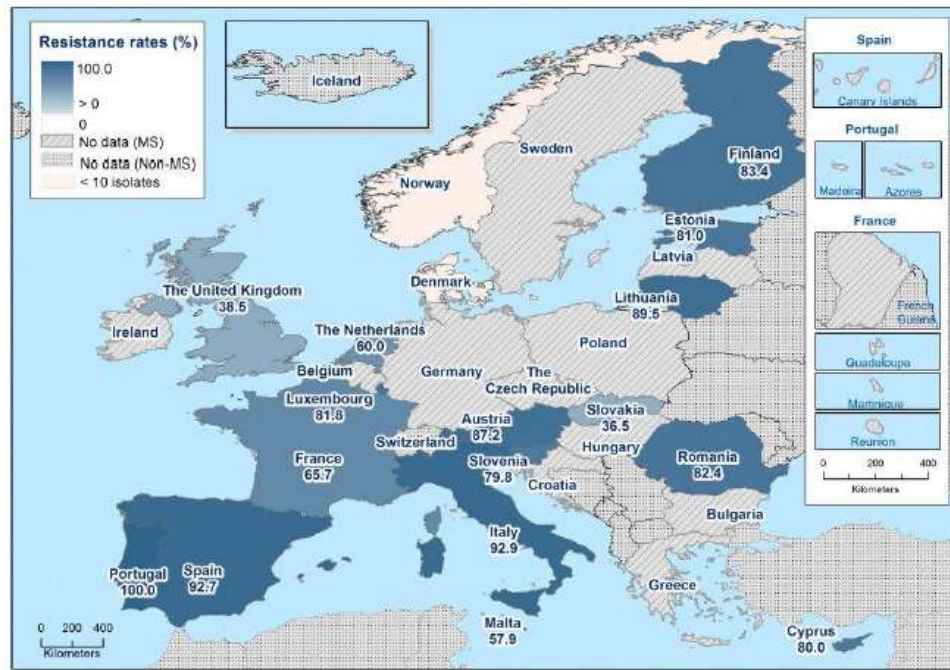 Resistance rates (%)
100.0
> 0
0
No data (MS)
No data (Non-MS)
< 10 isolates
Iceland
Sweden
Norway
Finland
83.4
Estonia
81.0
Latvia
Denmark
Lithuania
89.5
The United Kingdom
38.5
Ireland
The Netherlands
60.0
Belgium
Germany
Poland
The
Czech Republic
Luxembourg
81.8
Slovakia
36.5
Austria
87.2
Switzerland
Hungary
France
65.7
Slovenia
79.8
Croatia
Romania
82.4
Bulgaria
Italy
92.9
Portugal
100.0
Spain
92.7
Greece
Malta
57.9
Cyprus
80.0
0 200 400
Kilometers
Spain
Canary Islands
Portugal
Madeira
Azores
France
French
Guiana
Guadeloupe
Martinique
Reunion
0 200 400
Kilometers